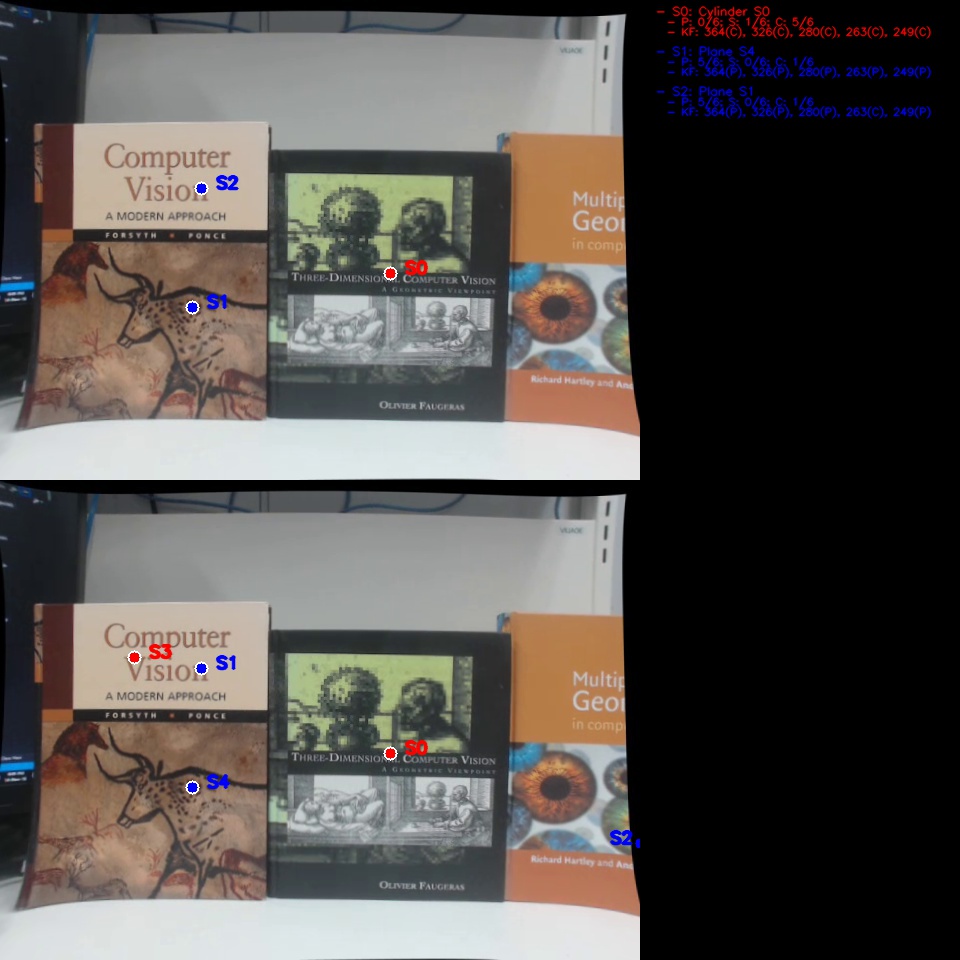 - S0: Cylinder S0
- P: 0/6; S: 1/6; C: 5/6
- KF: 364(C), 326(C), 280(C), 263(C), 249(C)
- S1: Plane S4
- P: 5/6; S: 0/6; C: 1/6
- KF: 364(P), 326(P), 280(P), 263(P), 249(P)
- S2: Plane S1
- P: 5/6; S: 0/6; C: 1/6
- KF: 364(P), 326(P), 280(P), 263(C), 249(P)
Computer
Vision
S2
A MODERN APPROACH
FORSYTH PONCE
S1
S0
THREE-DIMENSIONAL COMPUTER VISION
A GEOMETRIC VIEWPOINT
OLIVIER FAUGERAS
Multip
Geo
in comp
Richard Hartley and And
Computer
S3
Vision
S1
A MODERN APPROACH
FORSYTH PONCE
S4
S0
THREE-DIMENSIONAL COMPUTER VISION
A GEOMETRIC VIEWPOINT
OLIVIER FAUGERAS
Multip
Geo
in comp
S2
Richard Hartley and And